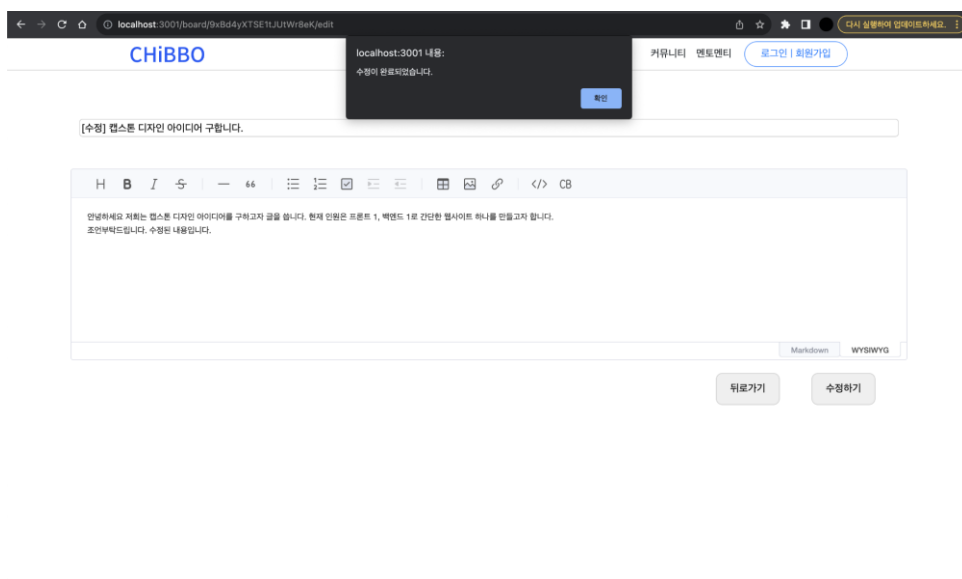 localhost:3001/board/9xBd4yXTSE1tJUtWr8eK/edit
다시 실행하여 업데이트하세요.
CHiBBO
localhost:3001 내용:
수정이 완료되었습니다.
확인
커뮤니티 멘토멘티 로그인 | 회원가입
[수정] 캡스톤 디자인 아이디어 구합니다.
H B I S 66 </> CB
안녕하세요 저희는 캡스톤 디자인 아이디어를 구하고자 글을 씁니다. 현재 인원은 프론트 1, 백엔드 1로 간단한 웹사이트 하나를 만들고자 합니다.
조언부탁드립니다. 수정된 내용입니다.
Markdown WYSIWYG
뒤로가기 수정하기